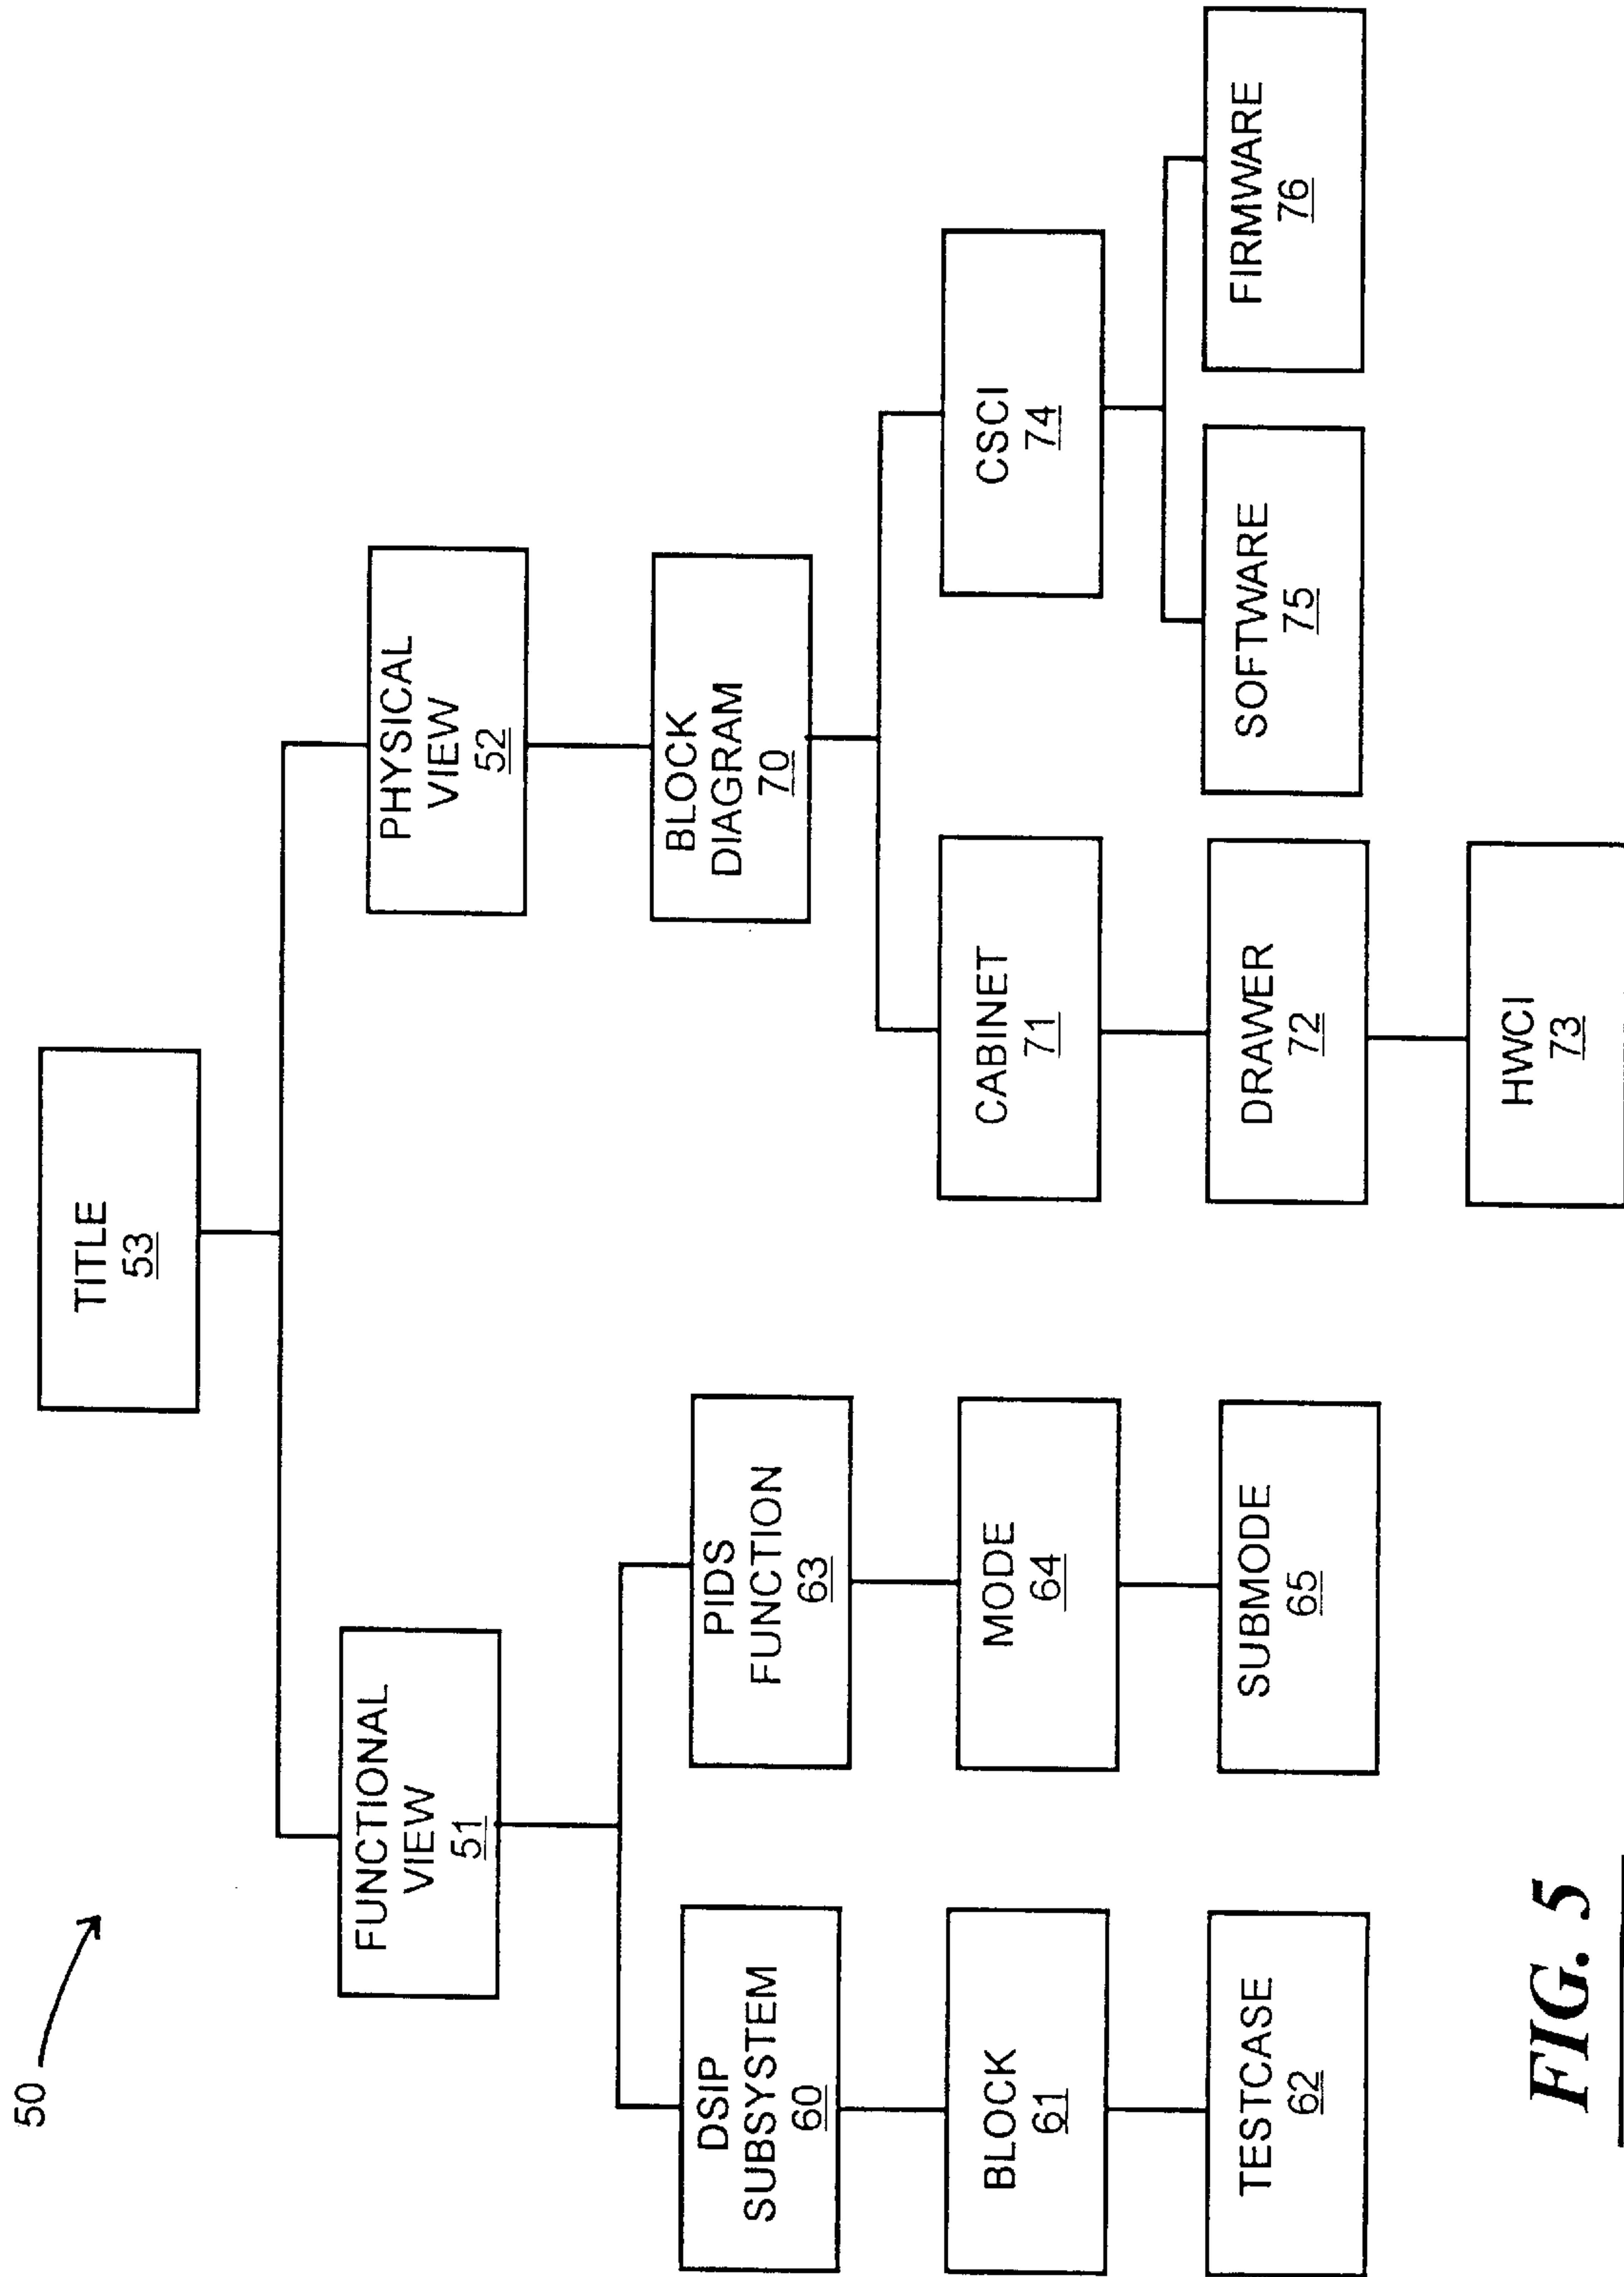 50
TITLE
53
FUNCTIONAL
VIEW
51
PHYSICAL
VIEW
52
DSIP
SUBSYSTEM
60
PIDS
FUNCTION
63
BLOCK
DIAGRAM
70
BLOCK
61
MODE
64
CABINET
71
CSCI
74
TESTCASE
62
SUBMODE
65
DRAWER
72
SOFTWARE
75
FIRMWARE
76
HWCI
73
FIG. 5